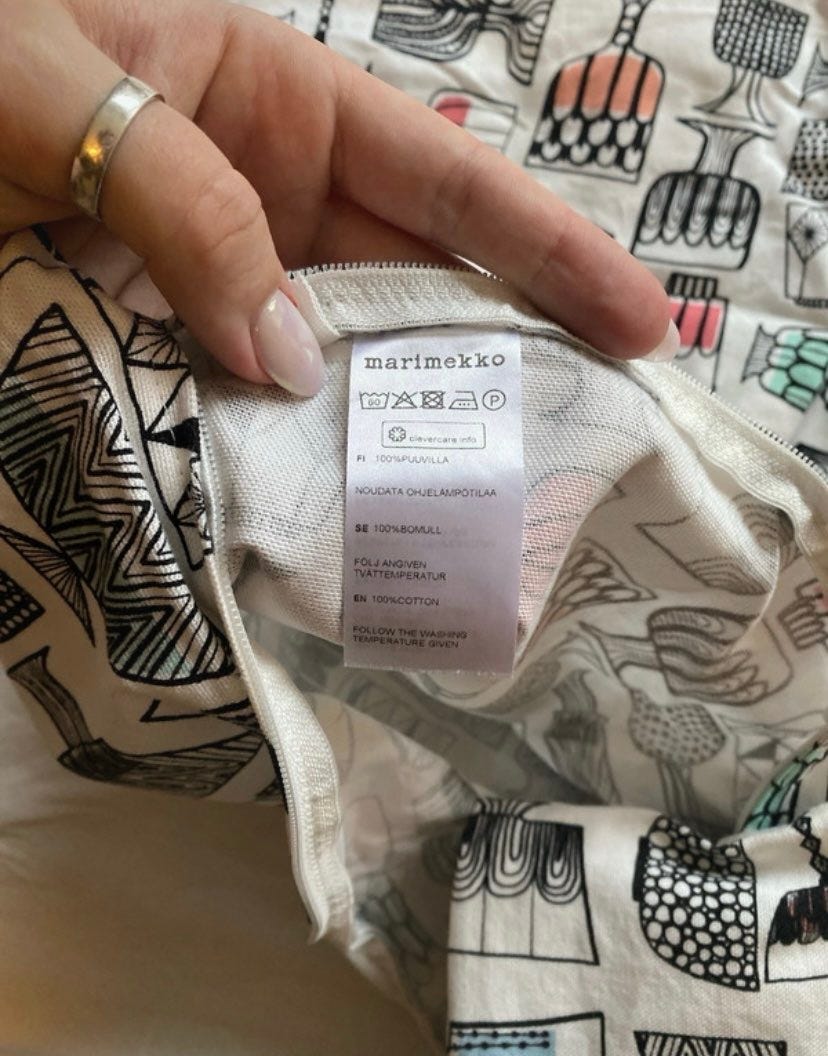 marimekko
60 P
clevercare.info
FI 100%PUUVILLA
NOUDATA OHJELÄMPÖTILAA
SE 100%BOMULL
FÖLJ ANGIVEN
TVÄTTEMPERATUR
EN 100%COTTON
FOLLOW THE WASHING
TEMPERATURE GIVEN